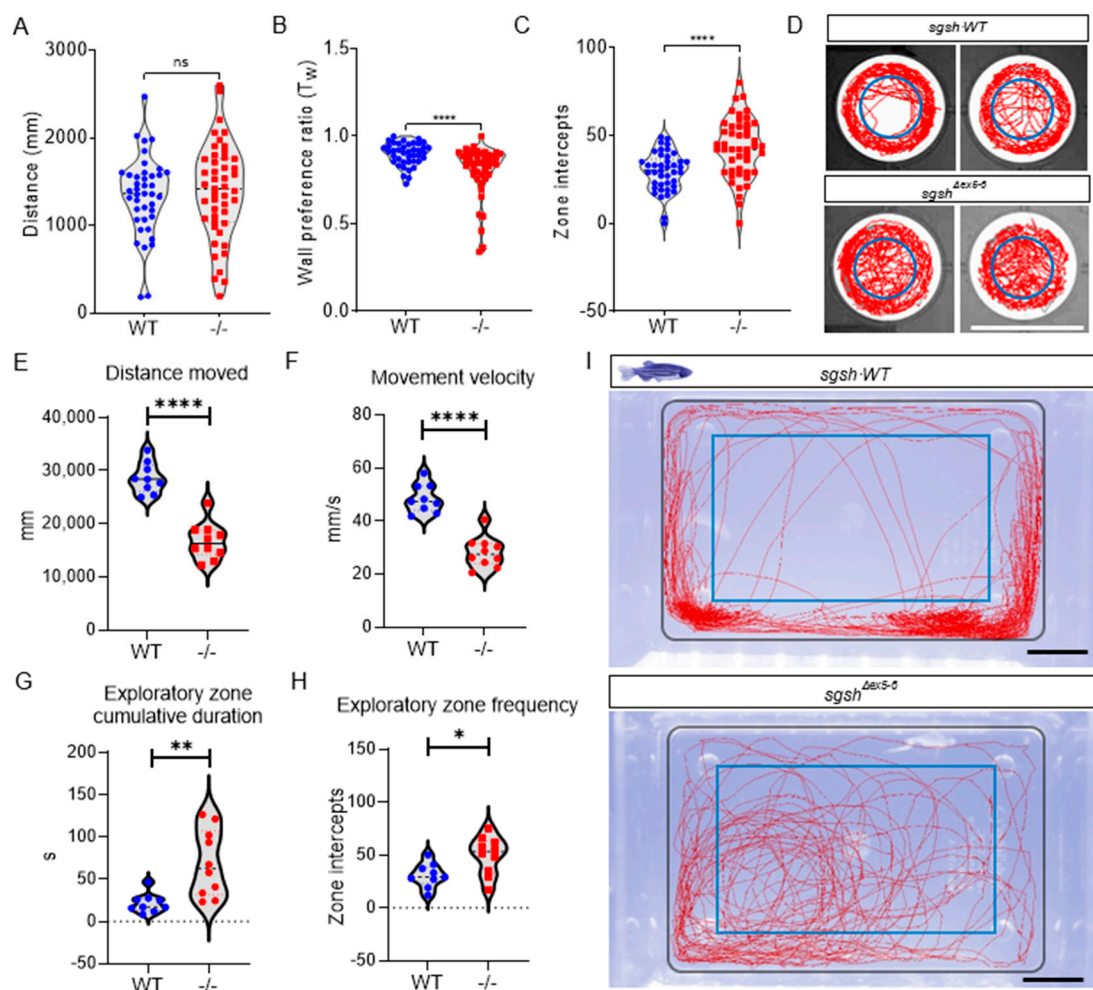 A
Distance (mm)
3000
2000
1000
0
ns
WT
-/-
B
Wall preference ratio (Tw)
1.5
1.0
0.5
0.0
****
WT
-/-
C
Zone intercepts
100
50
0
-50
****
WT
-/-
D
sgsh·WT
sgsh Δex5-6
E
Distance moved
mm
40,000
30,000
20,000
10,000
0
****
WT
-/-
F
Movement velocity
mm/s
80
60
40
20
0
****
WT
-/-
G
Exploratory zone
cumulative duration
s
200
150
100
50
0
-50
**
WT
-/-
H
Exploratory zone frequency
Zone intercepts
150
100
50
0
-50
*
WT
-/-
I
sgsh·WT
sgsh Δex5-6